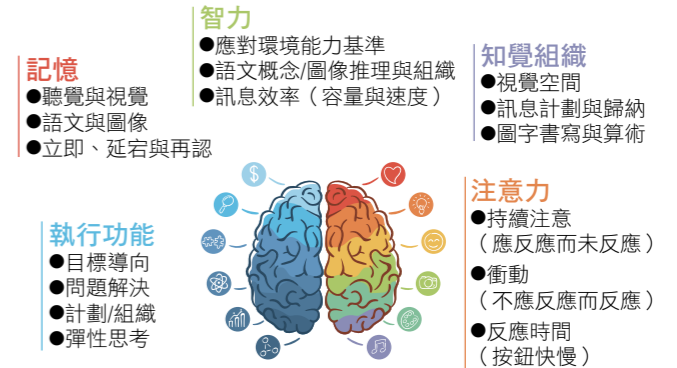 智力
●應對環境能力基準
●語文概念/圖像推理與組織
●訊息效率（容量與速度）
記憶
●聽覺與視覺
●語文與圖像
●立即、延宕與再認
知覺組織
●視覺空間
●訊息計劃與歸納
●圖字書寫與算術
執行功能
●目標導向
●問題解決
●計劃/組織
●彈性思考
注意力
●持續注意
（應反應而未反應）
●衝動
（不應反應而反應）
●反應時間
（按鈕快慢）
$